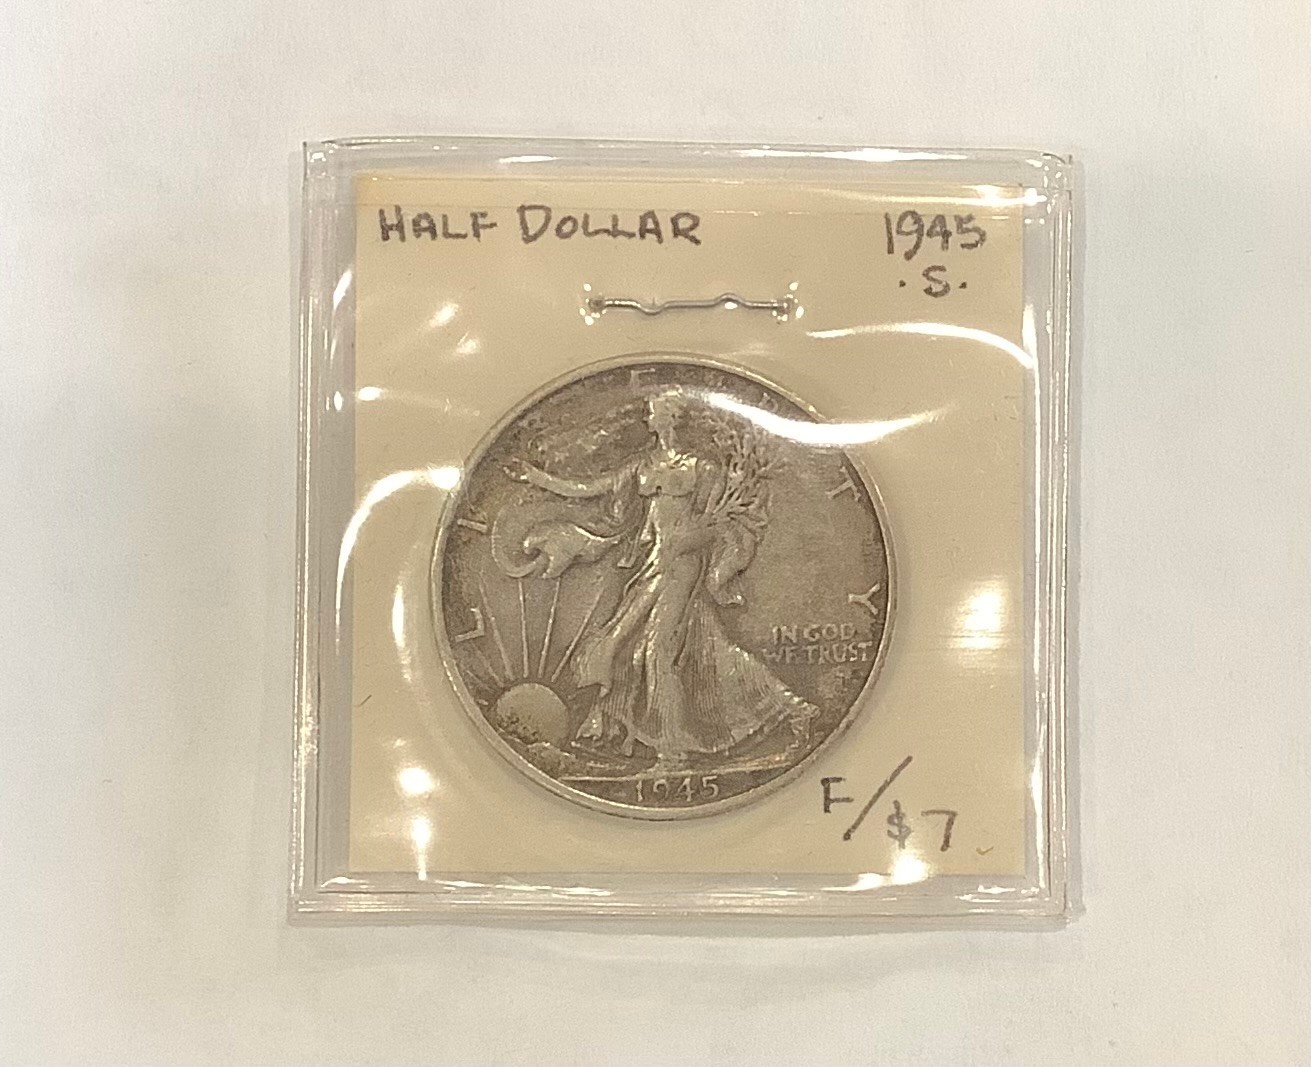 HALF DOLLAR 1945
.S.
LIBERTY
IN GOD
WE TRUST
1945
F/$7